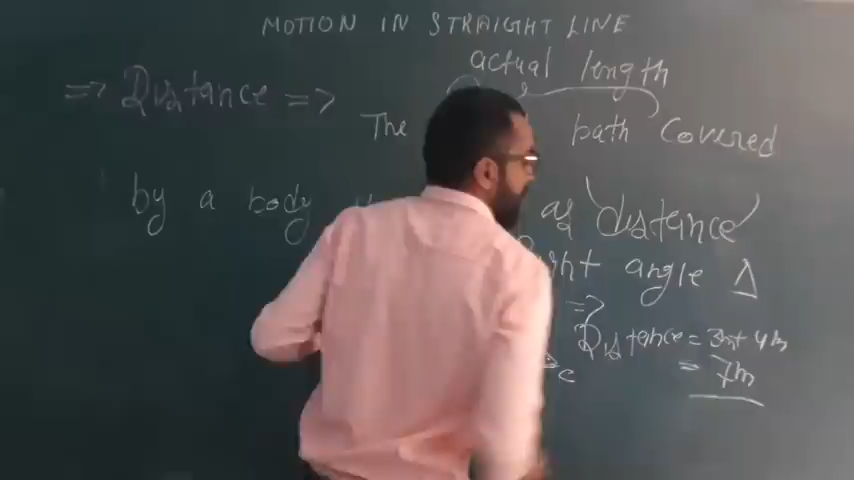 MOTION IN STRAIGHT LINE
actual length
=> Distance =>
The path covered
by a body as 'distance'
angle Δ
=>
Distance = 3m + 4m
= 7m
c